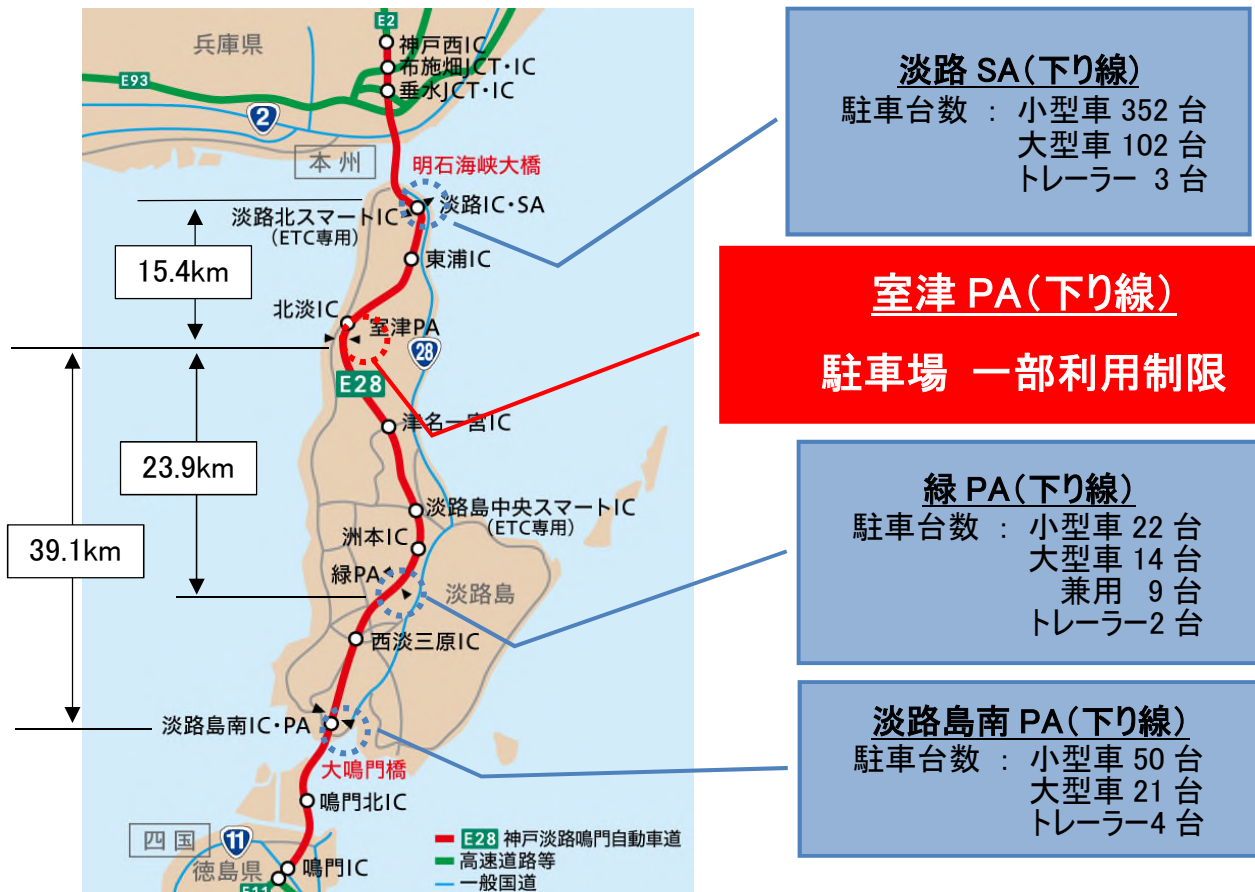 兵庫県
E2
神戸西IC
布施畑JCT・IC
垂水JCT・IC
E93
2
本州
明石海峡大橋
淡路IC・SA
淡路北スマートIC
(ETC専用)
東浦IC
15.4km
北淡IC
室津PA
28
E28
津名一宮IC
23.9km
淡路島中央スマートIC
(ETC専用)
洲本IC
39.1km
緑PA
淡路島
西淡三原IC
淡路島南IC・PA
大鳴門橋
鳴門北IC
四国
11
徳島県
鳴門IC
E11
E28 神戸淡路鳴門自動車道
高速道路等
一般国道
淡路 SA(下り線)
駐車台数 : 小型車 352 台
大型車 102 台
トレーラー 3 台
室津 PA(下り線)
駐車場 一部利用制限
緑 PA(下り線)
駐車台数 : 小型車 22 台
大型車 14 台
兼用 9 台
トレーラー2 台
淡路島南 PA(下り線)
駐車台数 : 小型車 50 台
大型車 21 台
トレーラー4 台